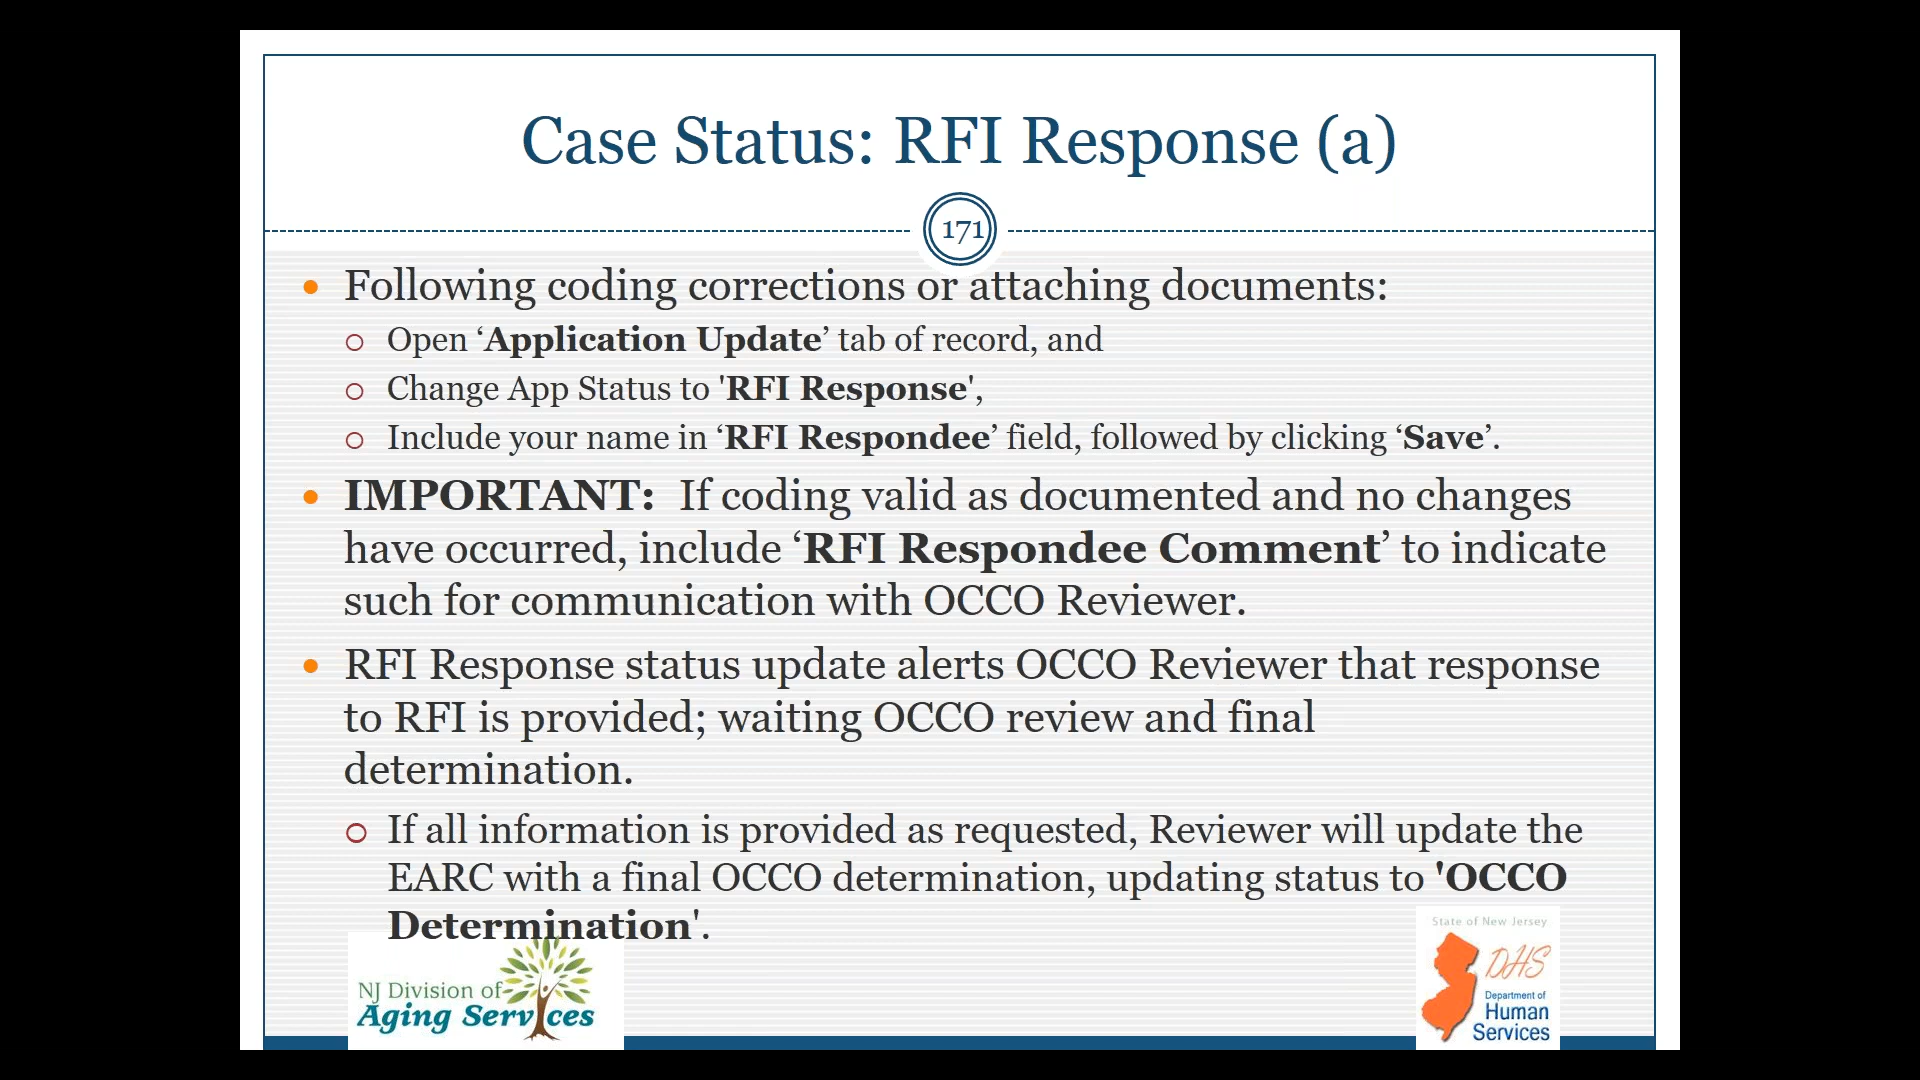 Case Status: RFI Response (a)
171
• Following coding corrections or attaching documents:
o Open ‘Application Update’ tab of record, and
o Change App Status to 'RFI Response',
o Include your name in ‘RFI Respondee’ field, followed by clicking ‘Save’.
• IMPORTANT:  If coding valid as documented and no changes
have occurred, include ‘RFI Respondee Comment’ to indicate
such for communication with OCCO Reviewer.
• RFI Response status update alerts OCCO Reviewer that response
to RFI is provided; waiting OCCO review and final
determination.
o If all information is provided as requested, Reviewer will update the
EARC with a final OCCO determination, updating status to 'OCCO
Determination'.
NJ Division of
Aging Services
State of New Jersey
DHS
Department of
Human
Services